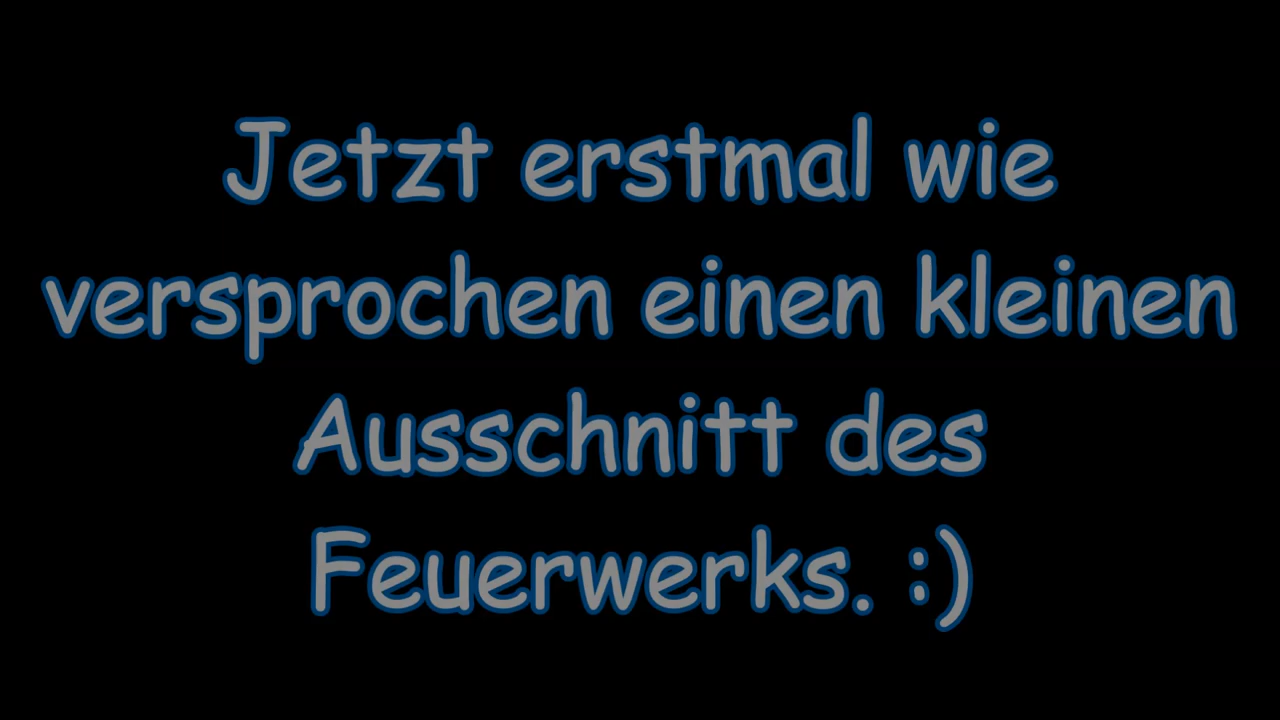 Jetzt erstmal wie
versprochen einen kleinen
Ausschnitt des
Feuerwerks. :)